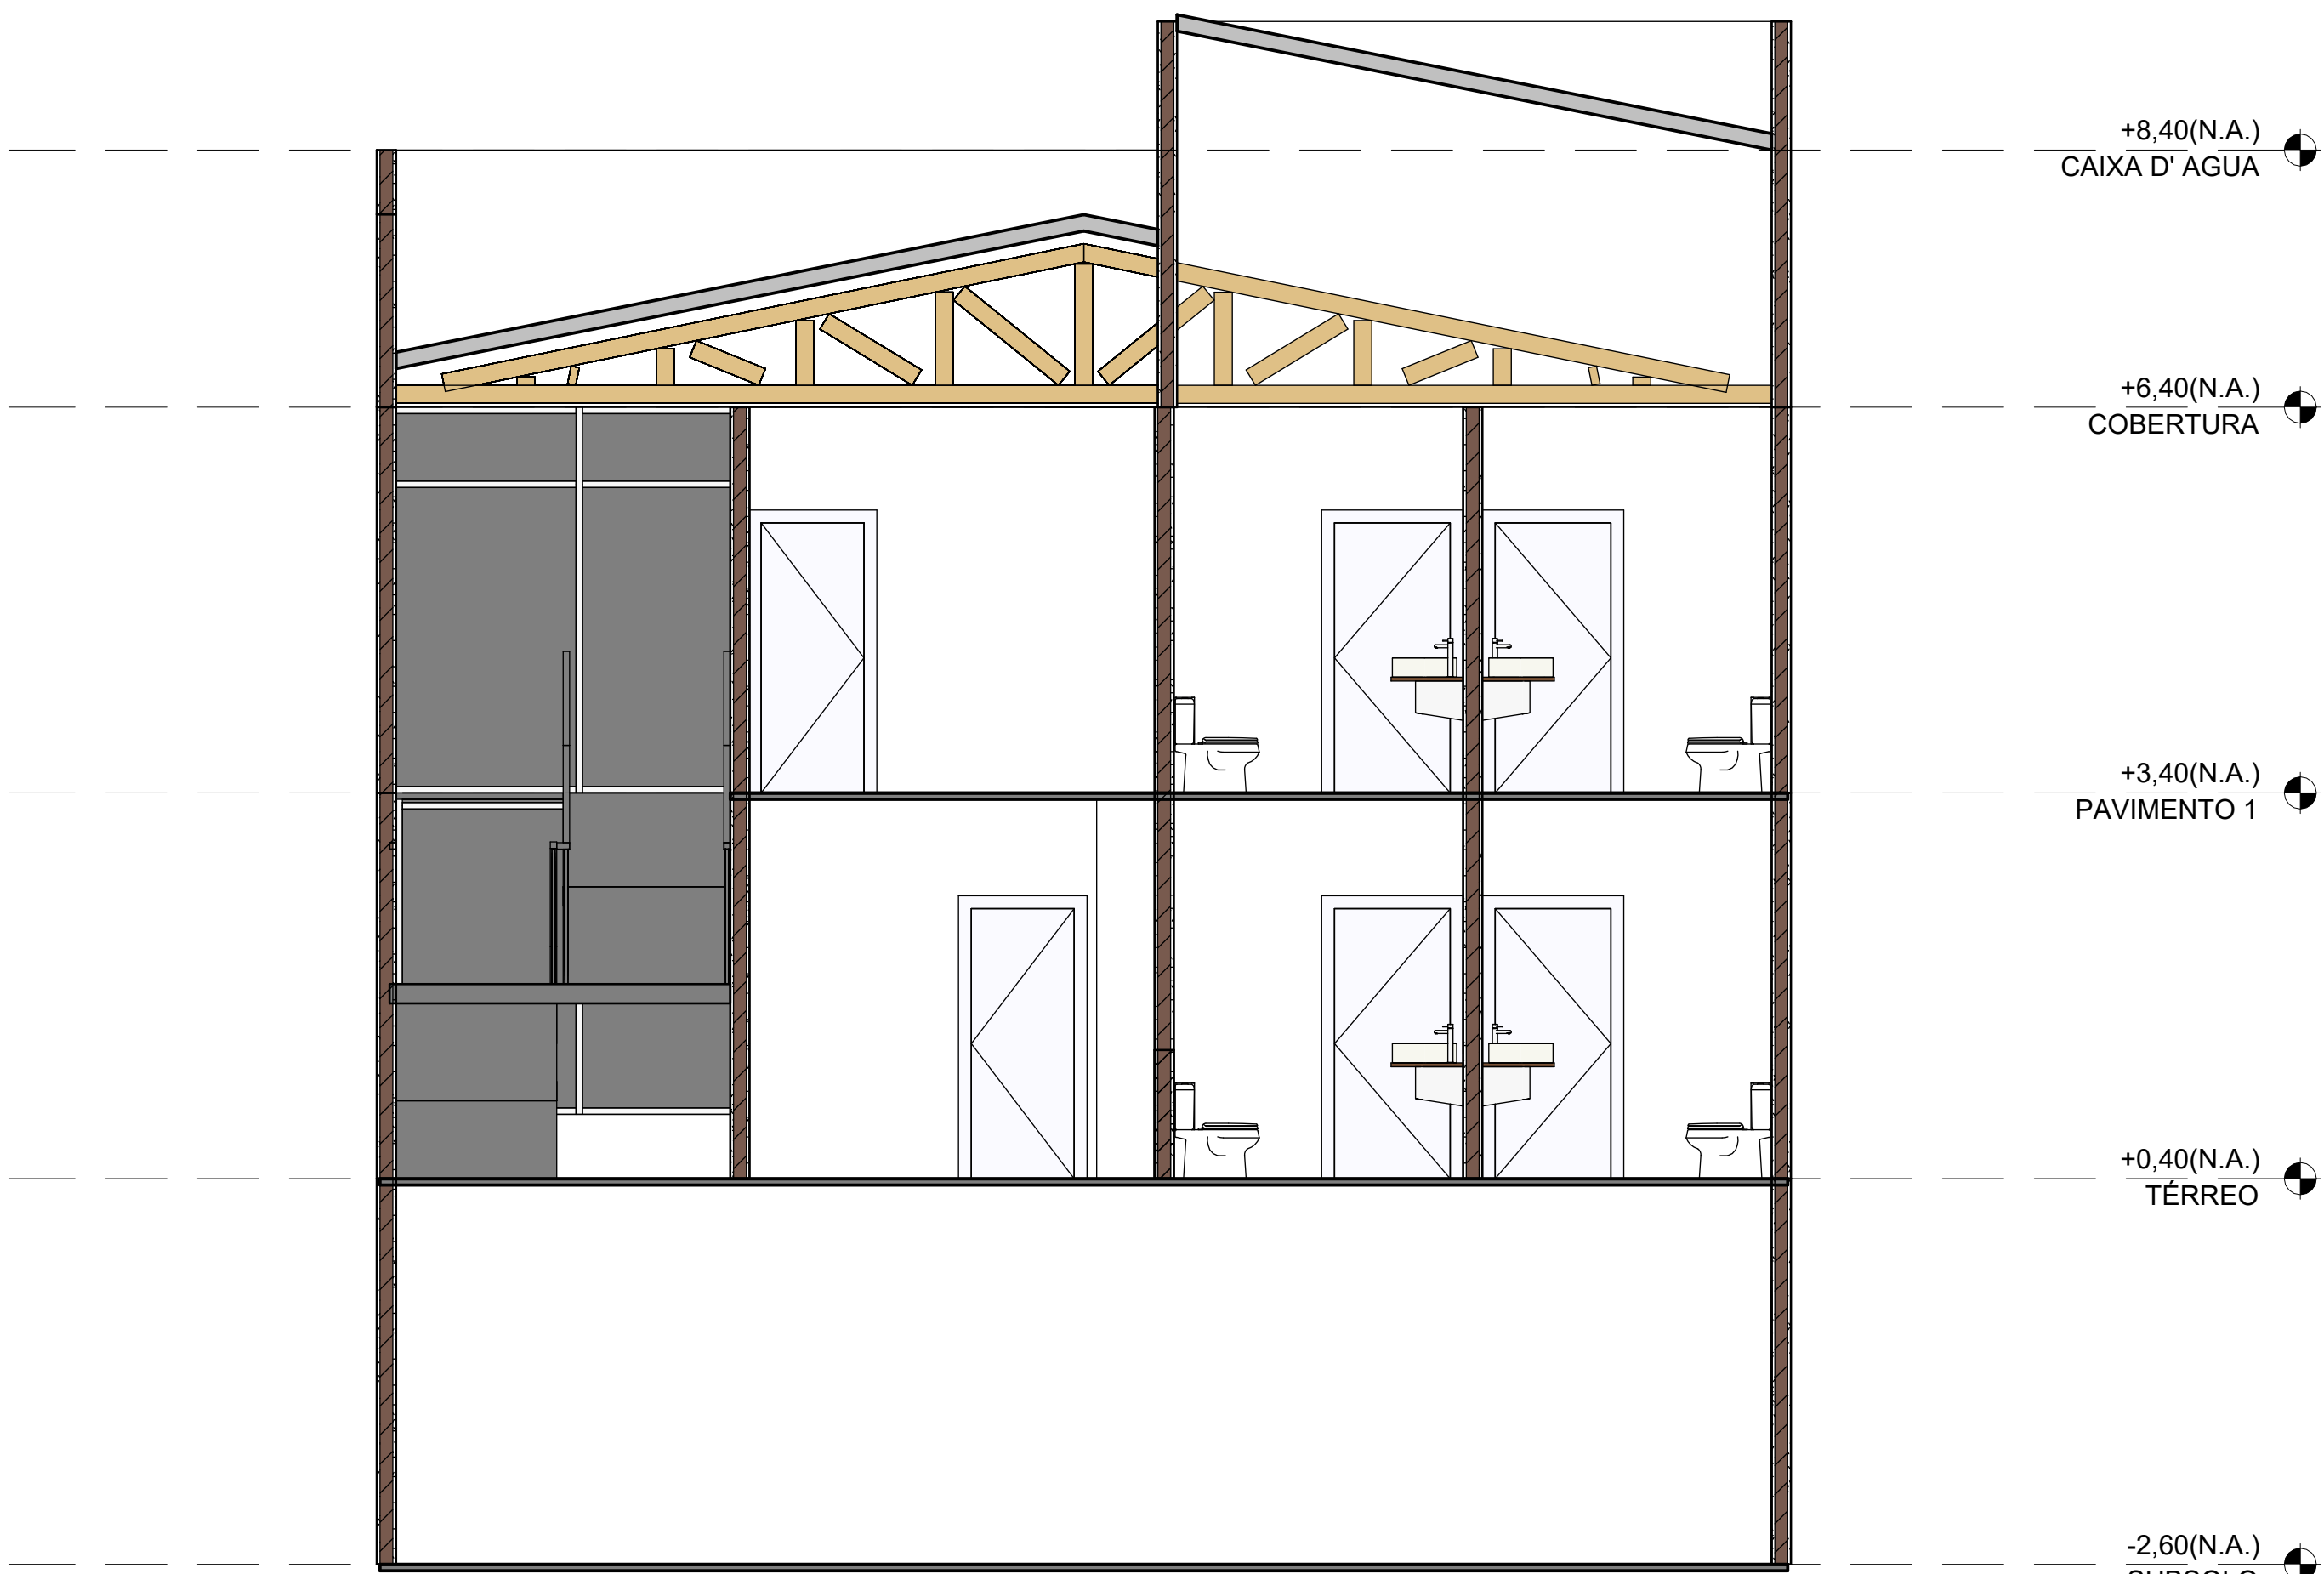 +8,40(N.A.)
CAIXA D' AGUA
+6,40(N.A.)
COBERTURA
+3,40(N.A.)
PAVIMENTO 1
+0,40(N.A.)
TÉRREO
-2,60(N.A.)